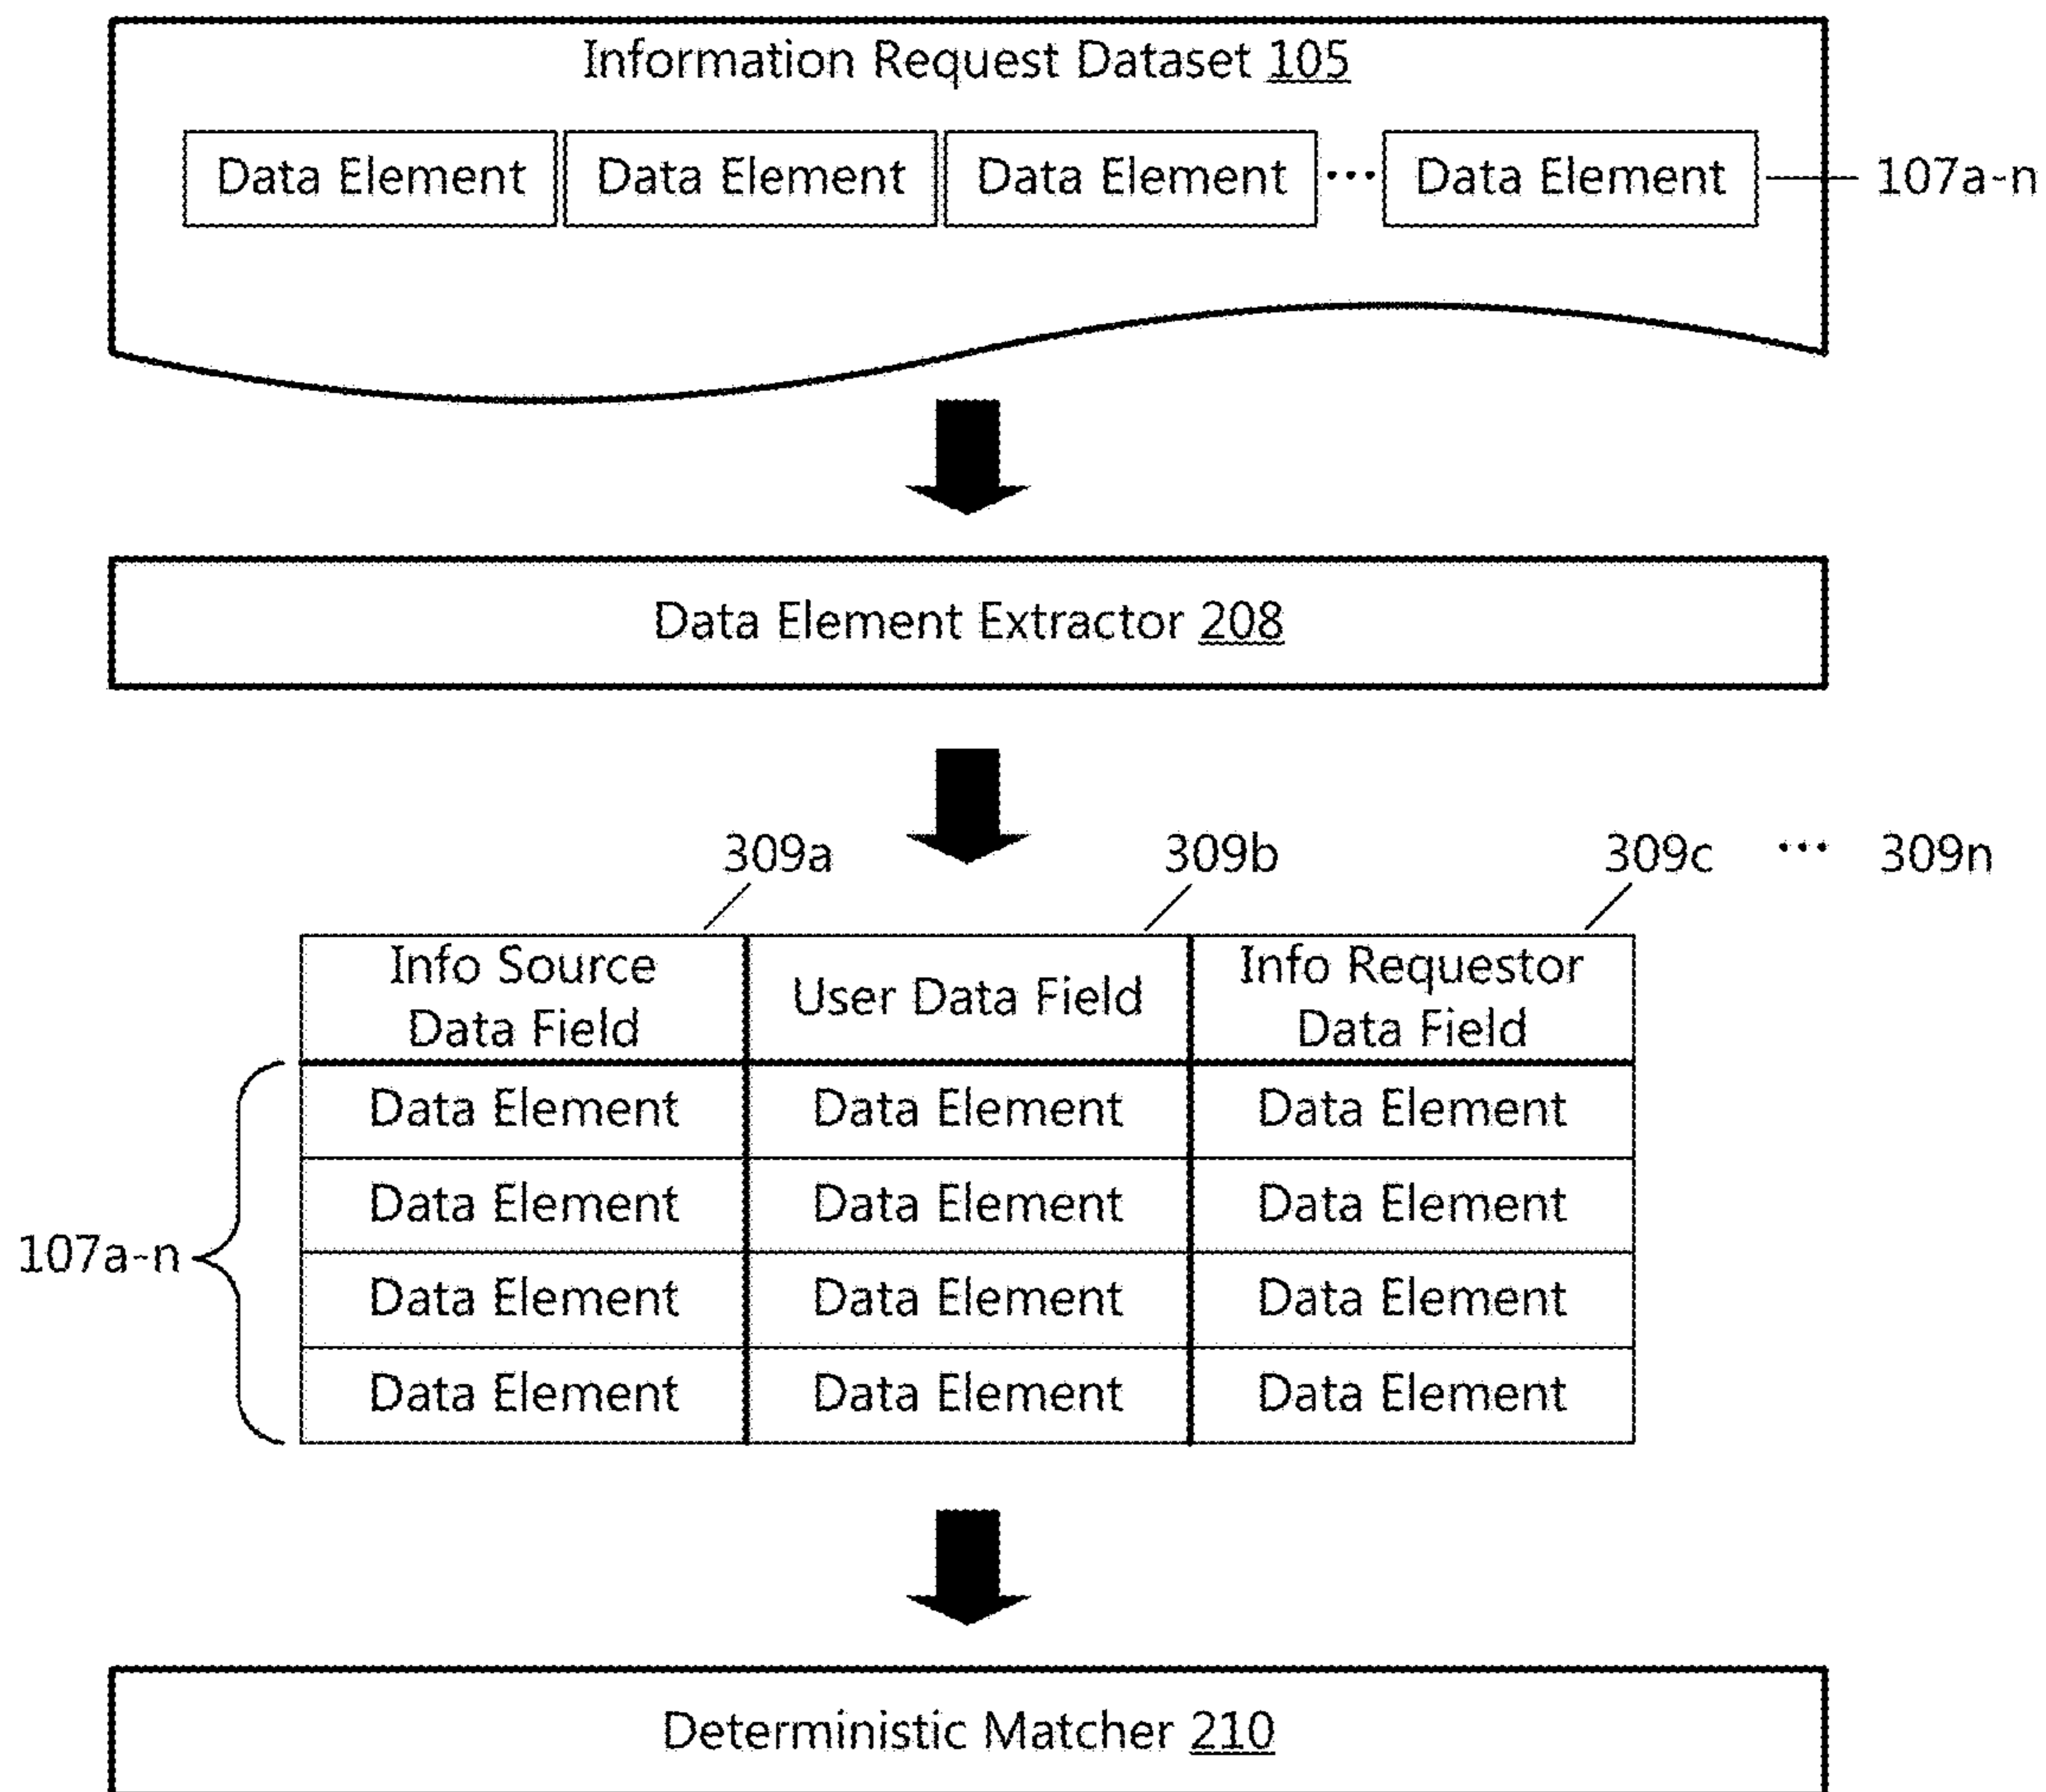 Information Request Dataset 105
Data Element Data Element Data Element ... Data Element 107a-n
Data Element Extractor 208
309a 309b 309c ... 309n
Info Source Data Field
User Data Field
Info Requestor Data Field
Data Element Data Element Data Element
Data Element Data Element Data Element
107a-n
Data Element Data Element Data Element
Data Element Data Element Data Element
Deterministic Matcher 210